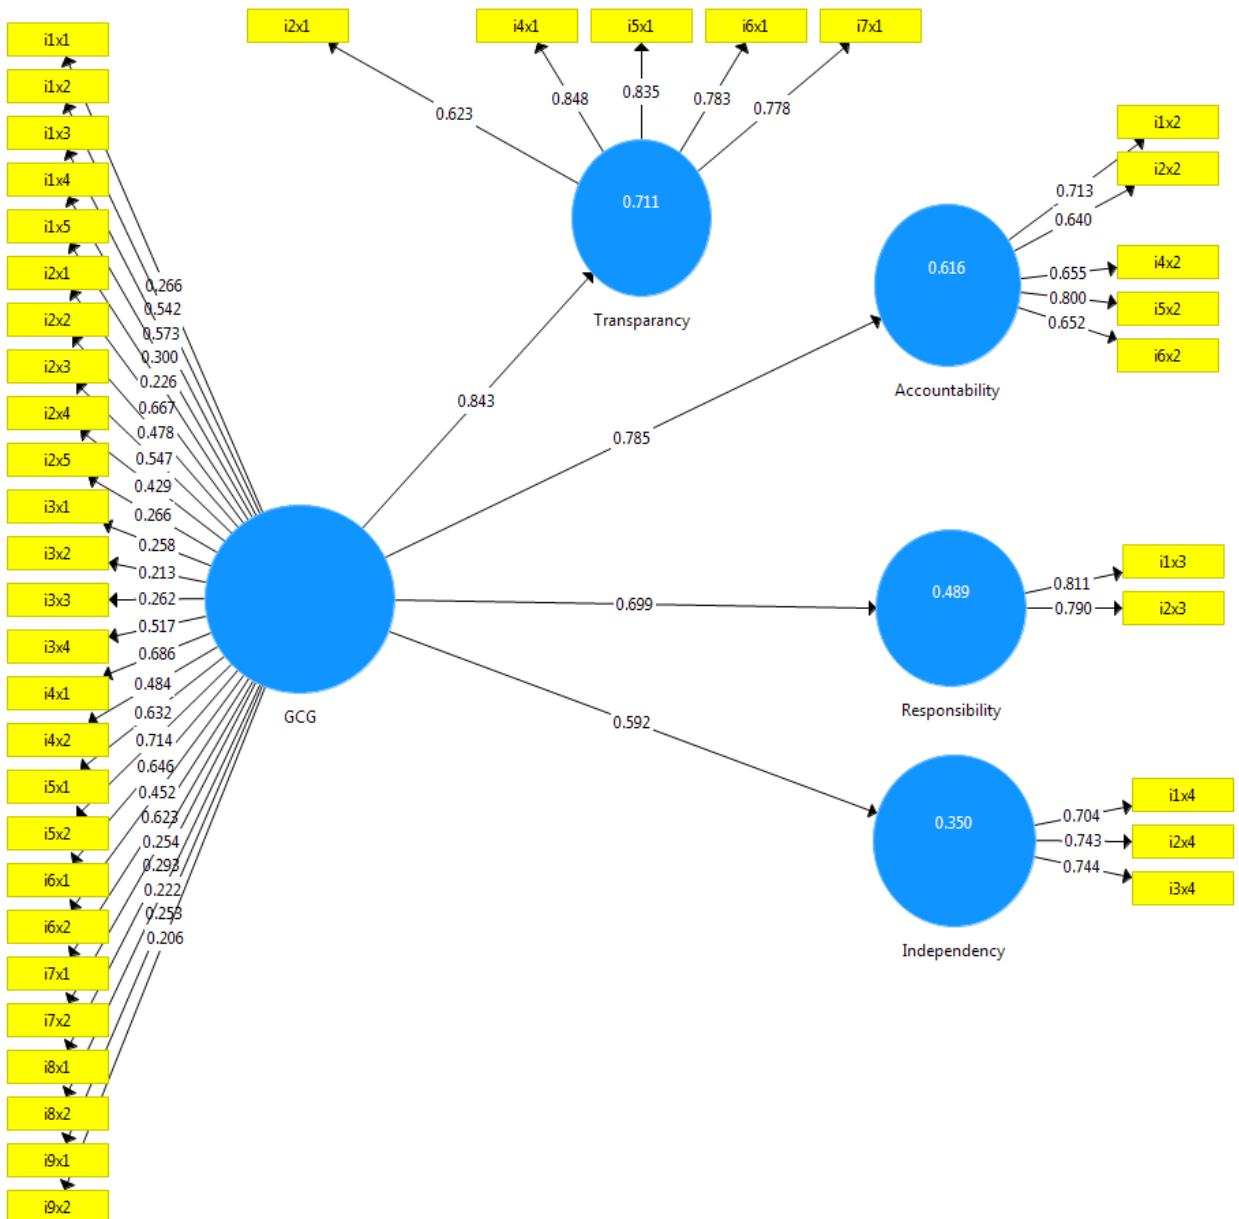 i1x1
i1x2
i1x3
i1x4
i1x5
i2x1
i2x2
i2x3
i2x4
i2x5
i3x1
i3x2
i3x3
i3x4
i4x1
i4x2
i5x1
i5x2
i6x1
i6x2
i7x1
i7x2
i8x1
i8x2
i9x1
i9x2
0.266
0.542
0.573
0.300
0.226
0.667
0.478
0.547
0.429
0.266
0.258
0.213
0.262
0.517
0.686
0.484
0.632
0.714
0.646
0.452
0.623
0.254
0.293
0.222
0.253
0.206
GCG
0.843
0.785
0.699
0.592
i2x1
i4x1
i5x1
i6x1
i7x1
0.623
0.848
0.835
0.783
0.778
0.711
Transparancy
0.616
Accountability
0.713
0.640
0.655
0.800
0.652
i1x2
i2x2
i4x2
i5x2
i6x2
0.489
Responsibility
0.811
0.790
i1x3
i2x3
0.350
Independency
0.704
0.743
0.744
i1x4
i2x4
i3x4